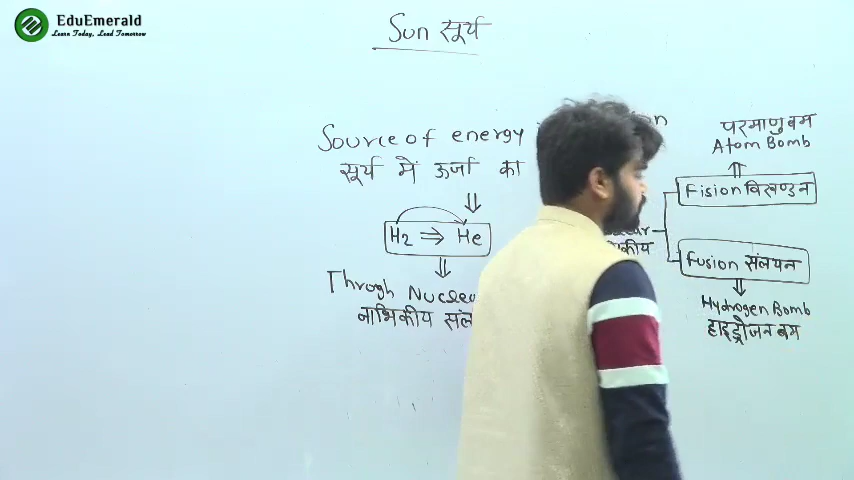 EduEmerald
Learn Today, Lead Tomorrow
Sun सूर्य
Source of energy
सूर्य में ऊर्जा का
H2 ⇒ He
Through Nuclea
नाभिकीय संल
परमाणु बम
Atom Bomb
Fision विखण्डन
Fusion संलयन
Hydrogen Bomb
हाइड्रोजन बम